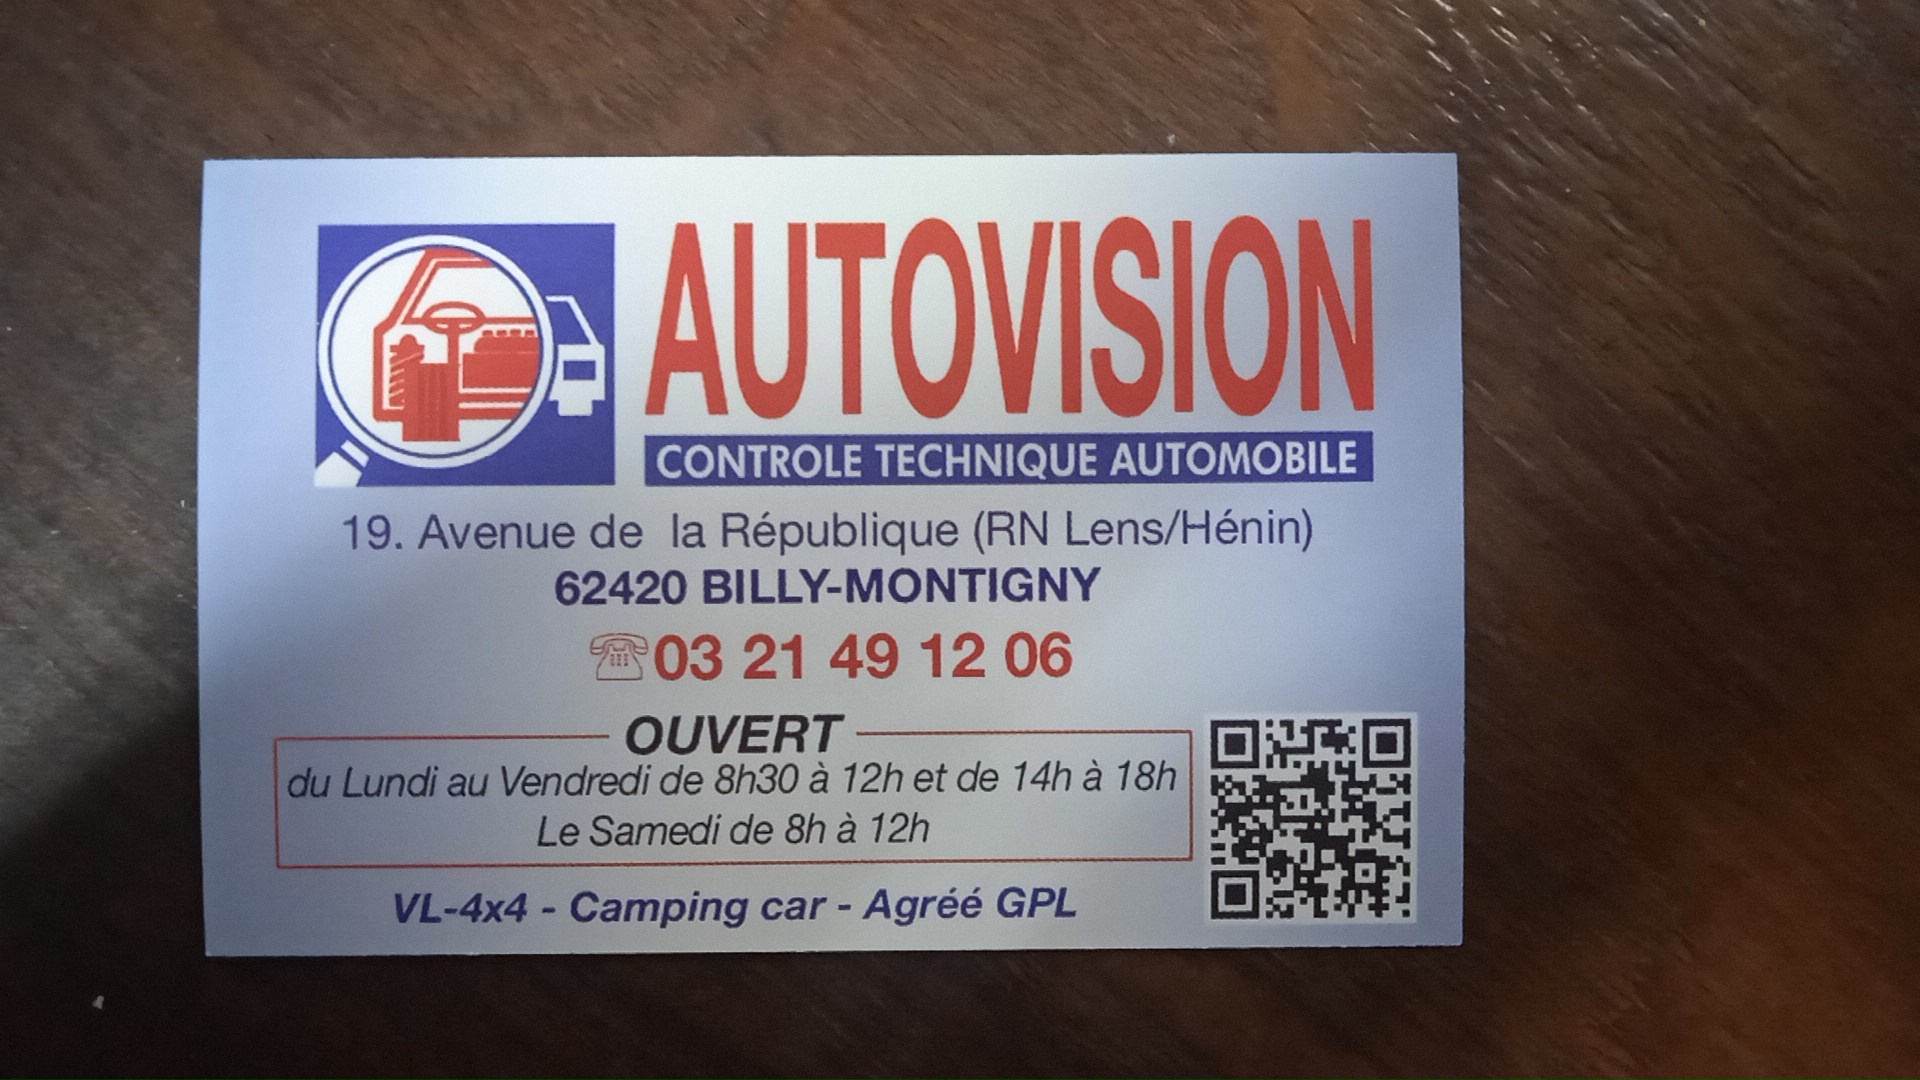 AUTOVISION
CONTROLE TECHNIQUE AUTOMOBILE
19. Avenue de la République (RN Lens/Hénin)
62420 BILLY-MONTIGNY
03 21 49 12 06
OUVERT
du Lundi au Vendredi de 8h30 à 12h et de 14h à 18h
Le Samedi de 8h à 12h
VL-4x4 - Camping car - Agréé GPL